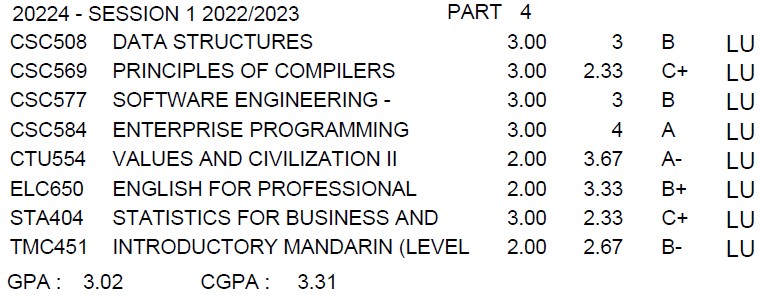 20224 - SESSION 1 2022/2023 PART 4
CSC508 DATA STRUCTURES 3.00 3 B LU
CSC569 PRINCIPLES OF COMPILERS 3.00 2.33 C+ LU
CSC577 SOFTWARE ENGINEERING - 3.00 3 B LU
CSC584 ENTERPRISE PROGRAMMING 3.00 4 A LU
CTU554 VALUES AND CIVILIZATION II 2.00 3.67 A- LU
ELC650 ENGLISH FOR PROFESSIONAL 2.00 3.33 B+ LU
STA404 STATISTICS FOR BUSINESS AND 3.00 2.33 C+ LU
TMC451 INTRODUCTORY MANDARIN (LEVEL 2.00 2.67 B- LU
GPA : 3.02 CGPA : 3.31